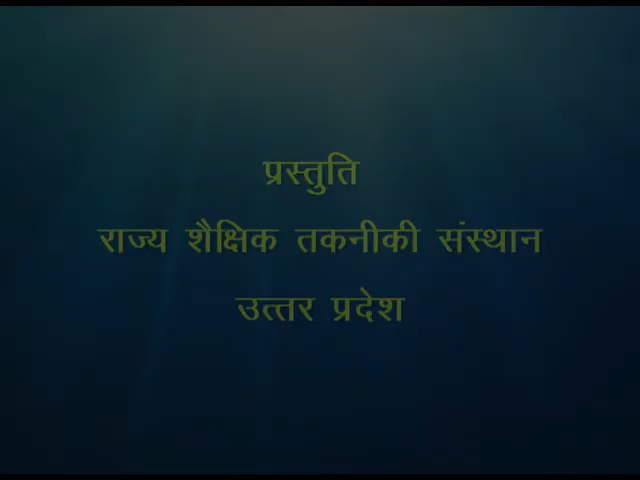 प्रस्तुति
राज्य शैक्षिक तकनीकी संस्थान
उत्तर प्रदेश